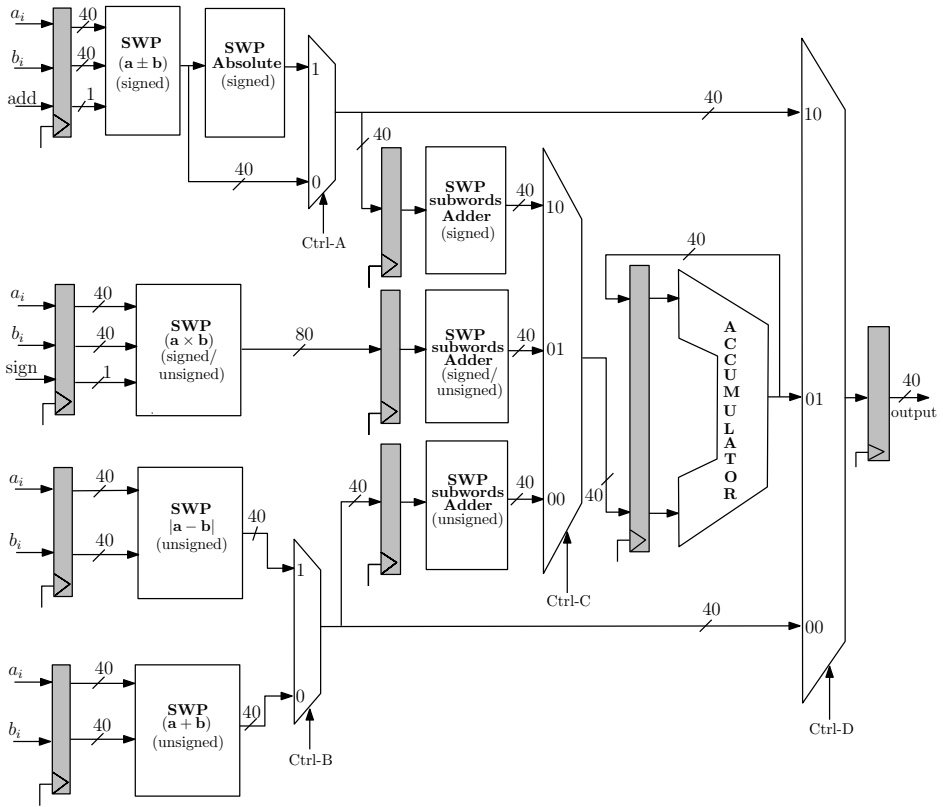 a_i
40
b_i
40
add
1
SWP
(a ± b)
(signed)
SWP
Absolute
(signed)
1
0
40
Ctrl-A
40
10
40
SWP
subwords
Adder
(signed)
40
10
a_i
40
b_i
40
sign
1
SWP
(a × b)
(signed/
unsigned)
80
SWP
subwords
Adder
(signed/
unsigned)
40
01
40
ACCUMULATOR
01
40
output
a_i
40
b_i
40
SWP
|a − b|
(unsigned)
40
1
40
SWP
subwords
Adder
(unsigned)
40
00
40
Ctrl-C
40
00
a_i
40
b_i
40
SWP
(a + b)
(unsigned)
40
0
Ctrl-B
Ctrl-D